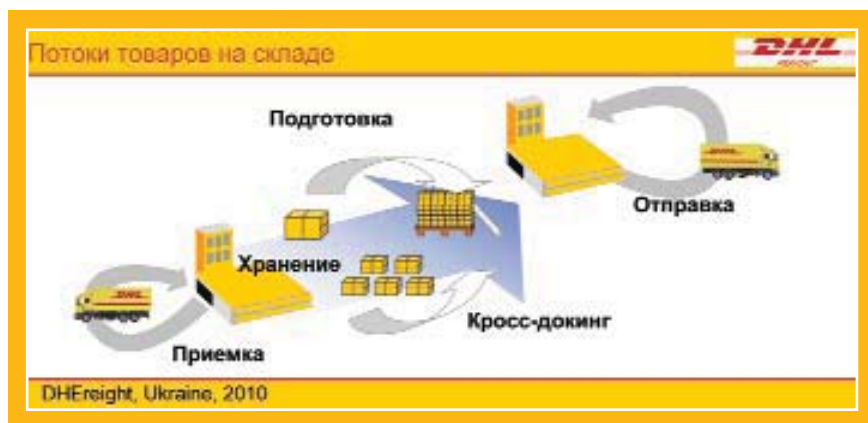 Потоки товаров на складе
DHL
Подготовка
Отправка
Хранение
Кросс-докинг
Приемка
DHEreight, Ukraine, 2010